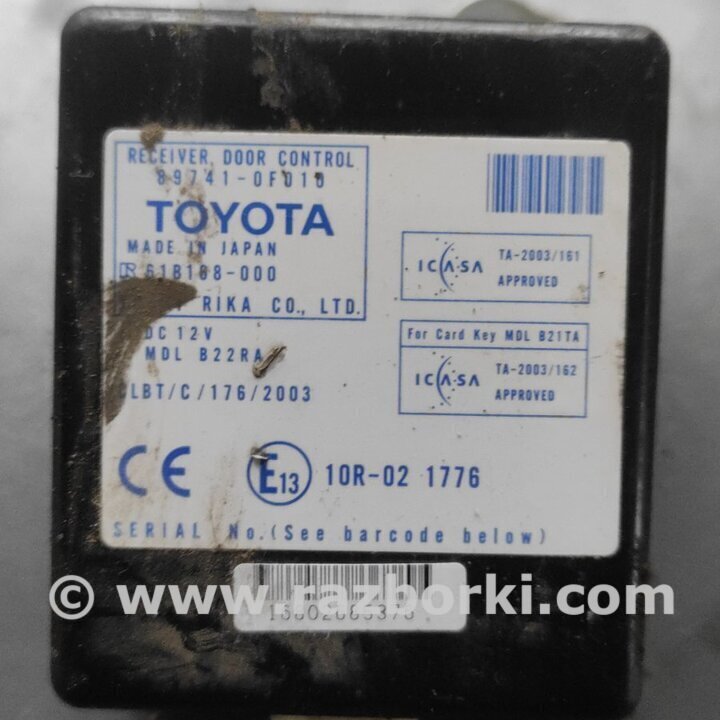 RECEIVER, DOOR CONTROL
89741-0F010
TOYOTA
MADE IN JAPAN
61B188-000
RIKA CO., LTD.
DC 12V
MDL B22RA
LBT/C/176/2003
ICASA
TA-2003/161
APPROVED
For Card Key MDL B21TA
ICASA
TA-2003/162
APPROVED
CE
E13
10R-02 1776
SERIAL No.(See barcode below)
© www.razborki.com